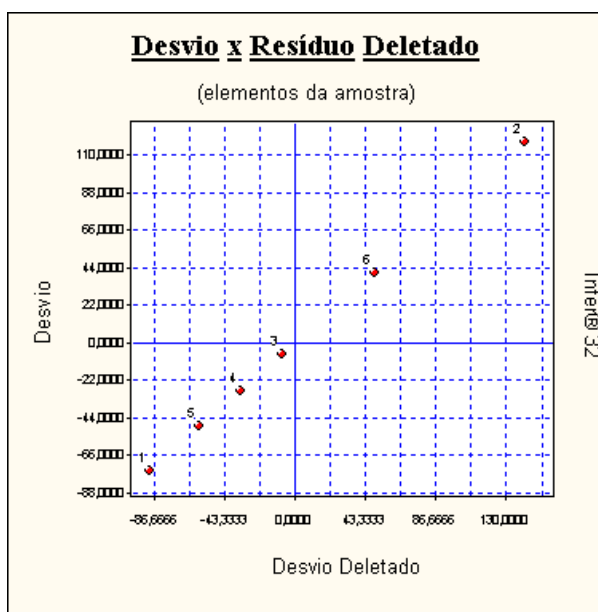 Desvio x Resíduo Deletado
(elementos da amostra)
2
110,0000
88,0000
66,0000
6
44,0000
22,0000
3
0,0000
4
-22,0000
5
-44,0000
1
-66,0000
-88,0000
Desvio
Infer@ 32
-86,6666 -43,3333 0,0000 43,3333 86,6666 130,0000
Desvio Deletado